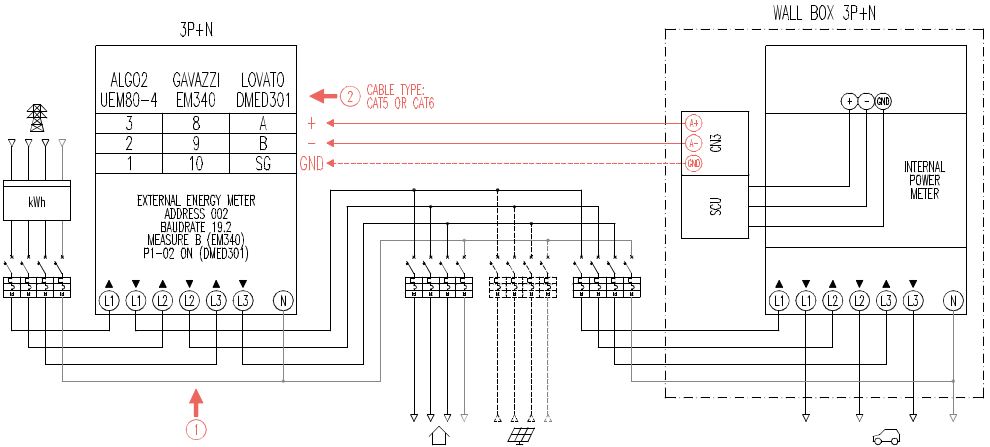 WALL BOX 3P+N
3P+N
ALGO2 GAVAZZI LOVATO
UEM80-4 EM340 DMED301
2 CABLE TYPE:
CAT5 OR CAT6
3 8 A +
2 9 B −
1 10 SG GND
A+
A-
GND
CN3
SCU
+ − GND
INTERNAL
POWER
METER
kWh
EXTERNAL ENERGY METER
ADDRESS 002
BAUDRATE 19.2
MEASURE B (EM340)
P1-02 ON (DMED301)
L1 L1 L2 L2 L3 L3 N
L1 L1 L2 L2 L3 L3 N
1